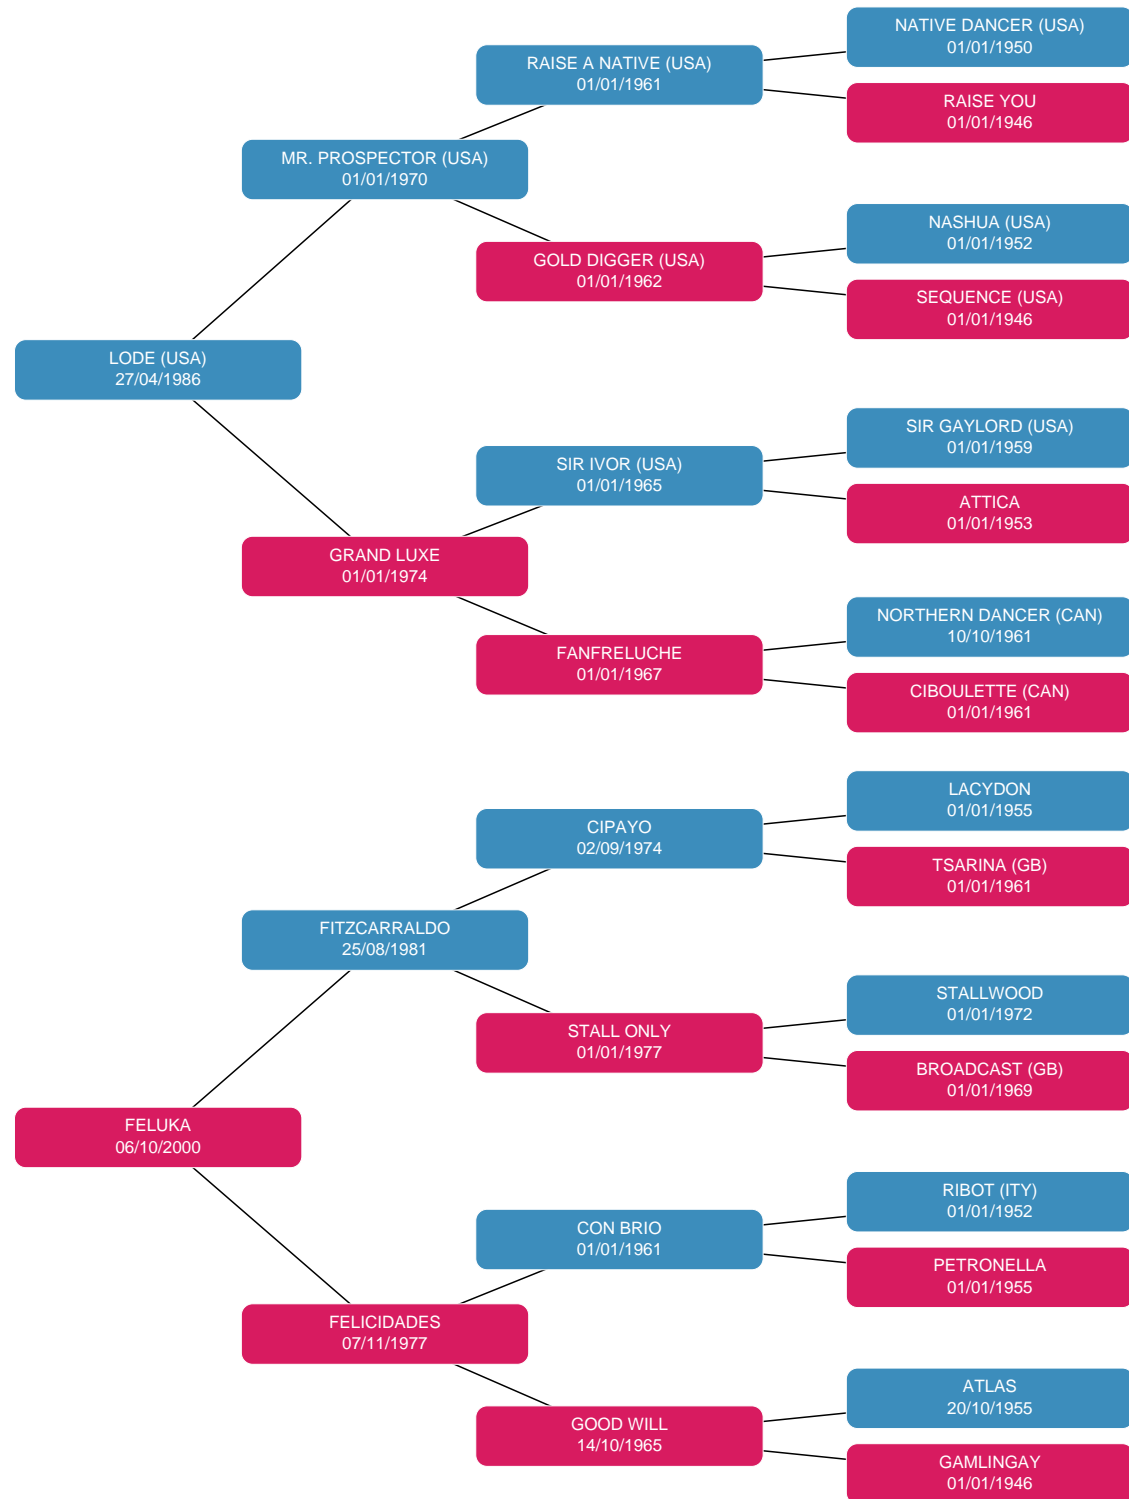 NATIVE DANCER (USA)
01/01/1950
RAISE A NATIVE (USA)
01/01/1961
RAISE YOU
01/01/1946
MR. PROSPECTOR (USA)
01/01/1970
NASHUA (USA)
01/01/1952
GOLD DIGGER (USA)
01/01/1962
SEQUENCE (USA)
01/01/1946
LODE (USA)
27/04/1986
SIR GAYLORD (USA)
01/01/1959
SIR IVOR (USA)
01/01/1965
ATTICA
01/01/1953
GRAND LUXE
01/01/1974
NORTHERN DANCER (CAN)
10/10/1961
FANFRELUCHE
01/01/1967
CIBOULETTE (CAN)
01/01/1961
LACYDON
01/01/1955
CIPAYO
02/09/1974
TSARINA (GB)
01/01/1961
FITZCARRALDO
25/08/1981
STALLWOOD
01/01/1972
STALL ONLY
01/01/1977
BROADCAST (GB)
01/01/1969
FELUKA
06/10/2000
RIBOT (ITY)
01/01/1952
CON BRIO
01/01/1961
PETRONELLA
01/01/1955
FELICIDADES
07/11/1977
ATLAS
20/10/1955
GOOD WILL
14/10/1965
GAMLINGAY
01/01/1946